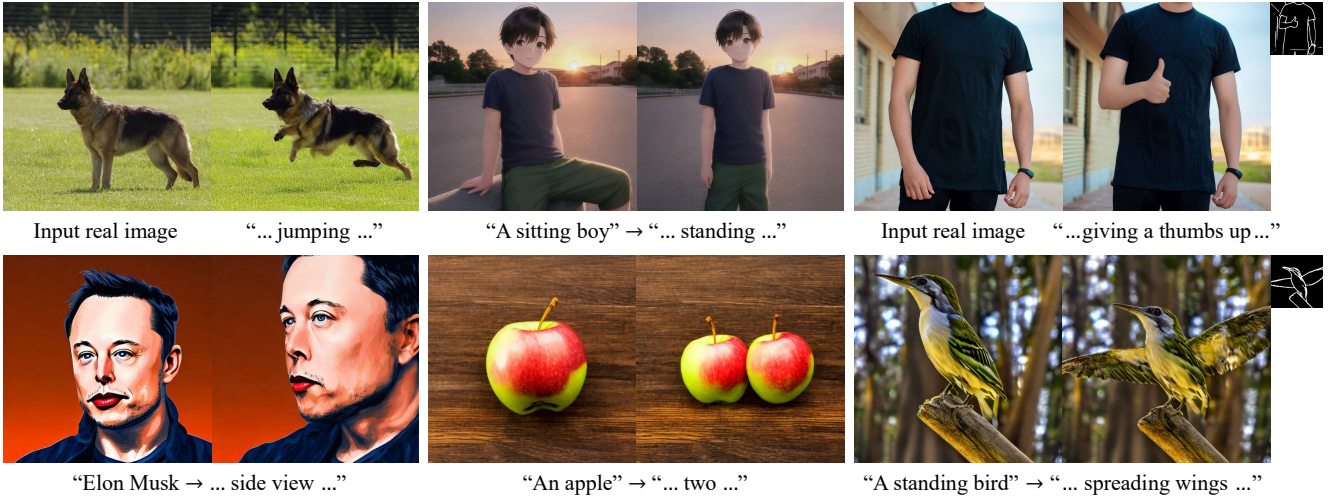 Input real image
“... jumping ...”
“A sitting boy” → “... standing ...”
Input real image
“...giving a thumbs up...”
“Elon Musk → ... side view ...”
“An apple” → “... two ...”
“A standing bird” → “... spreading wings ...”